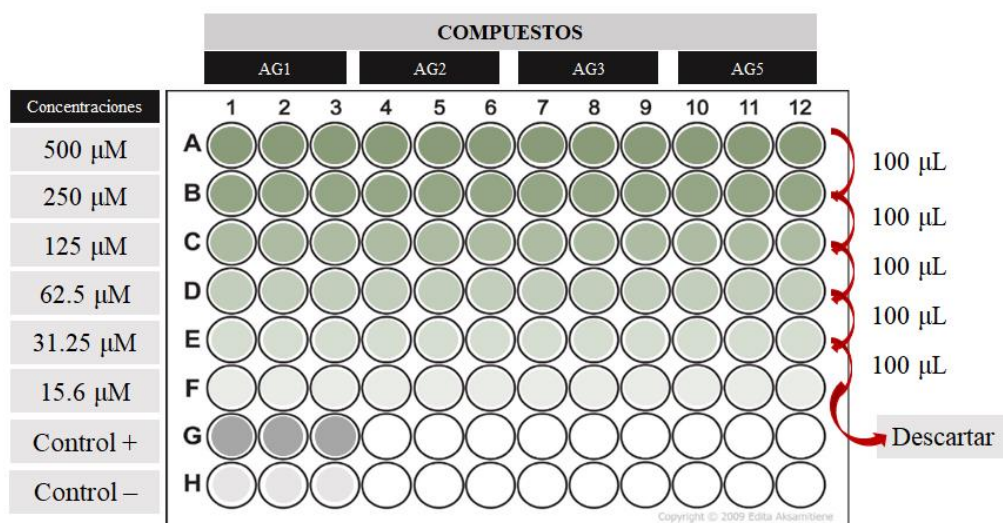 COMPUESTOS
AG1 AG2 AG3 AG5
Concentraciones
1 2 3 4 5 6 7 8 9 10 11 12
500 μM A
100 μL
250 μM B
100 μL
125 μM C
100 μL
62.5 μM D
100 μL
31.25 μM E
100 μL
15.6 μM F
Control + G Descartar
Control – H
Copyright © 2009 Edita Aksamitiene